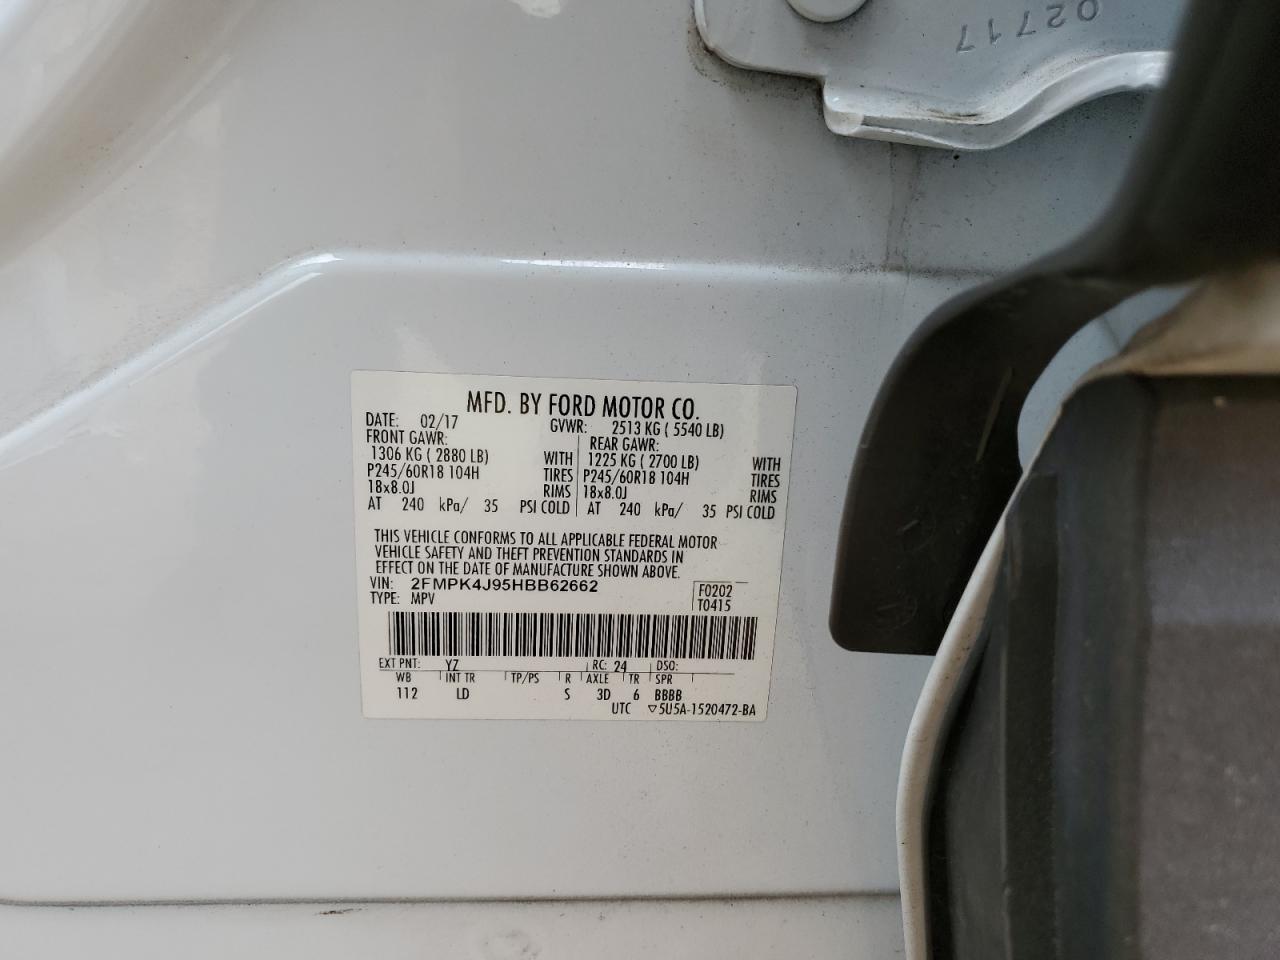 02717
MFD. BY FORD MOTOR CO.
DATE: 02/17 GVWR: 2513 KG ( 5540 LB)
FRONT GAWR: REAR GAWR:
1306 KG ( 2880 LB) WITH 1225 KG ( 2700 LB) WITH
P245/60R18 104H TIRES P245/60R18 104H TIRES
18x8.0J RIMS 18x8.0J RIMS
AT 240 kPa/ 35 PSI COLD AT 240 kPa/ 35 PSI COLD
THIS VEHICLE CONFORMS TO ALL APPLICABLE FEDERAL MOTOR
VEHICLE SAFETY AND THEFT PREVENTION STANDARDS IN
EFFECT ON THE DATE OF MANUFACTURE SHOWN ABOVE.
VIN: 2FMPK4J95HBB62662 F0202
TYPE: MPV T0415
EXT PNT: YZ RC: 24 DSO:
WB INT TR TP/PS R AXLE TR SPR
112 LD S 3D 6 BBBB
UTC ▽5U5A-1520472-BA